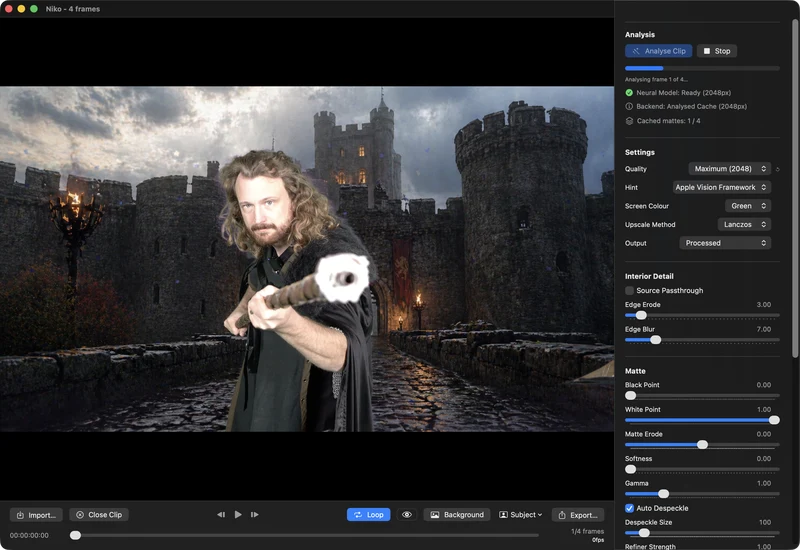 Niko - 4 frames
Analysis
Analyse Clip
Stop
Analysing frame 1 of 4...
Neural Model: Ready (2048px)
Backend: Analysed Cache (2048px)
Cached mattes: 1 / 4
Settings
Quality Maximum (2048)
Hint Apple Vision Framework
Screen Colour Green
Upscale Method Lanczos
Output Processed
Interior Detail
Source Passthrough
Edge Erode 3.00
Edge Blur 7.00
Matte
Black Point 0.00
White Point 1.00
Matte Erode 0.00
Softness 0.00
Gamma 1.00
Auto Despeckle
Despeckle Size 100
Refiner Strength 1.00
Import... Close Clip Loop Background Subject Export...
00:00:00:00 1/4 frames
0fps